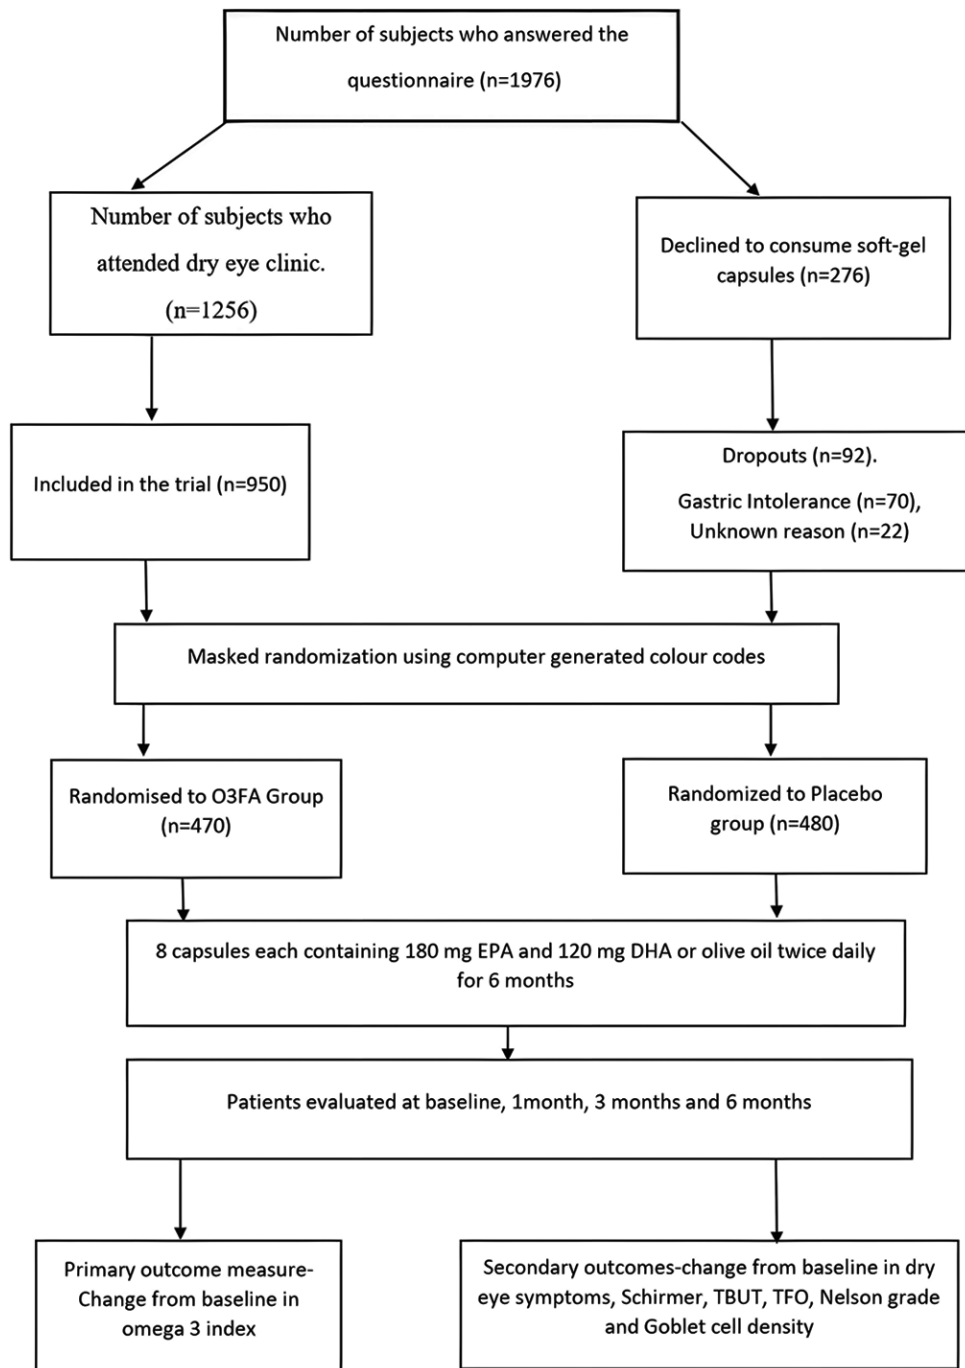 Number of subjects who answered the
questionnaire (n=1976)
Number of subjects who
attended dry eye clinic.
(n=1256)
Declined to consume soft-gel
capsules (n=276)
Included in the trial (n=950)
Dropouts (n=92).
Gastric Intolerance (n=70),
Unknown reason (n=22)
Masked randomization using computer generated colour codes
Randomised to O3FA Group
(n=470)
Randomized to Placebo
group (n=480)
8 capsules each containing 180 mg EPA and 120 mg DHA or olive oil twice daily
for 6 months
Patients evaluated at baseline, 1month, 3 months and 6 months
Primary outcome measure-
Change from baseline in
omega 3 index
Secondary outcomes-change from baseline in dry
eye symptoms, Schirmer, TBUT, TFO, Nelson grade
and Goblet cell density